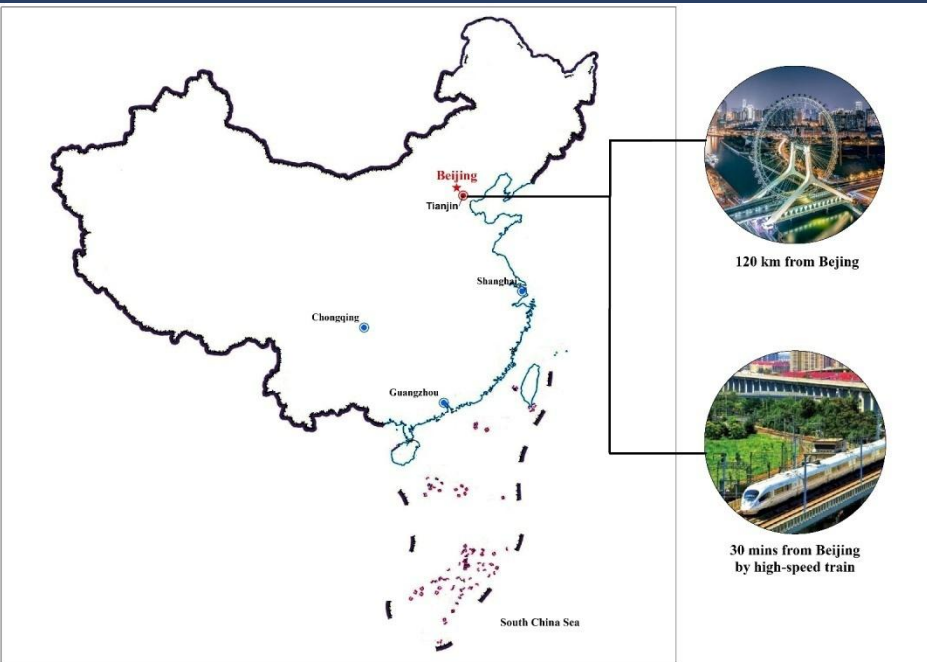 Beijing
Tianjin
Shanghai
Chongqing
Guangzhou
South China Sea
120 km from Bejing
30 mins from Beijing
by high-speed train